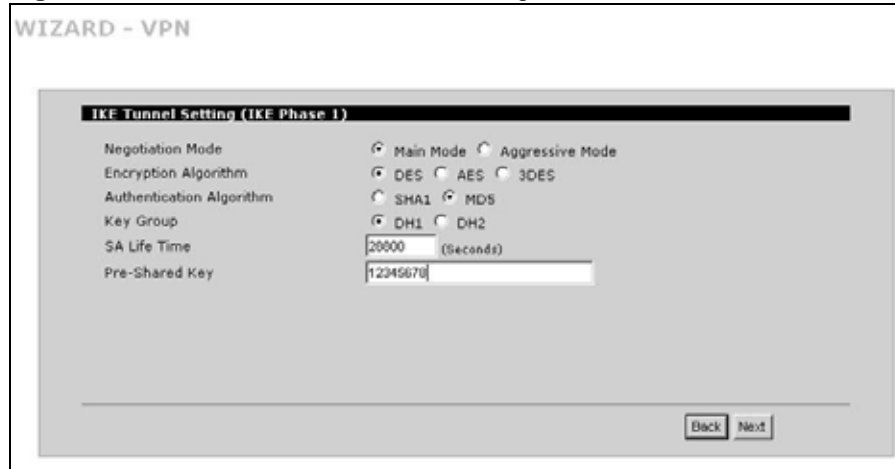 WIZARD - VPN
IKE Tunnel Setting (IKE Phase 1)
Negotiation Mode Main Mode Aggressive Mode
Encryption Algorithm DES AES 3DES
Authentication Algorithm SHA1 MD5
Key Group DH1 DH2
SA Life Time 28800 (Seconds)
Pre-Shared Key 12345678
Back Next